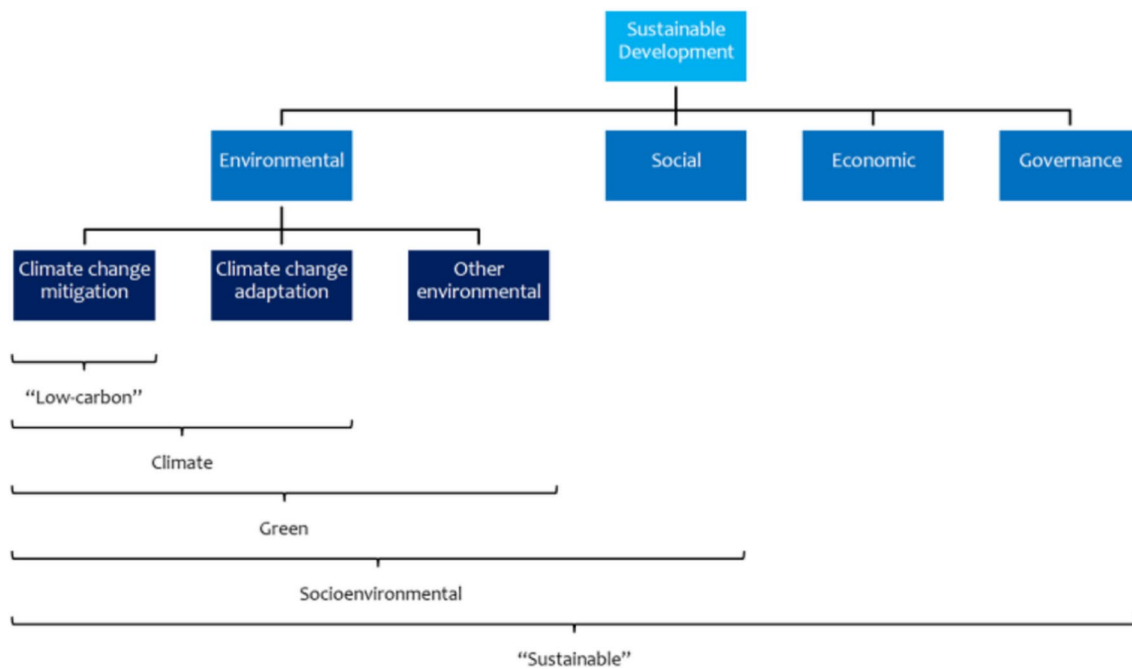 Sustainable
Development
Environmental
Social
Economic
Governance
Climate change
mitigation
Climate change
adaptation
Other
environmental
“Low-carbon”
Climate
Green
Socioenvironmental
“Sustainable”